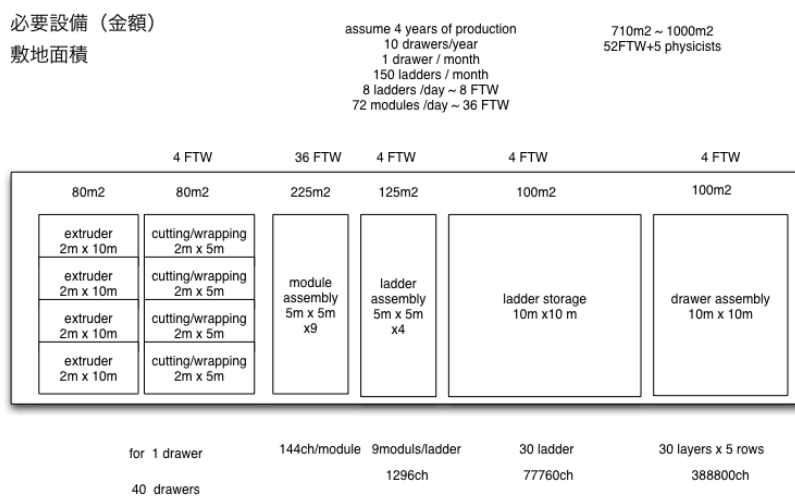 必要設備（金額）
敷地面積
assume 4 years of production
10 drawers/year
1 drawer / month
150 ladders / month
8 ladders /day ~ 8 FTW
72 modules /day ~ 36 FTW
710m2 ~ 1000m2
52FTW+5 physicists
4 FTW
36 FTW
4 FTW
4 FTW
4 FTW
80m2
80m2
225m2
125m2
100m2
100m2
extruder
2m x 10m
extruder
2m x 10m
extruder
2m x 10m
extruder
2m x 10m
cutting/wrapping
2m x 5m
cutting/wrapping
2m x 5m
cutting/wrapping
2m x 5m
cutting/wrapping
2m x 5m
module
assembly
5m x 5m
x9
ladder
assembly
5m x 5m
x4
ladder storage
10m x10 m
drawer assembly
10m x 10m
for 1 drawer
40 drawers
144ch/module
9moduls/ladder
1296ch
30 ladder
77760ch
30 layers x 5 rows
388800ch